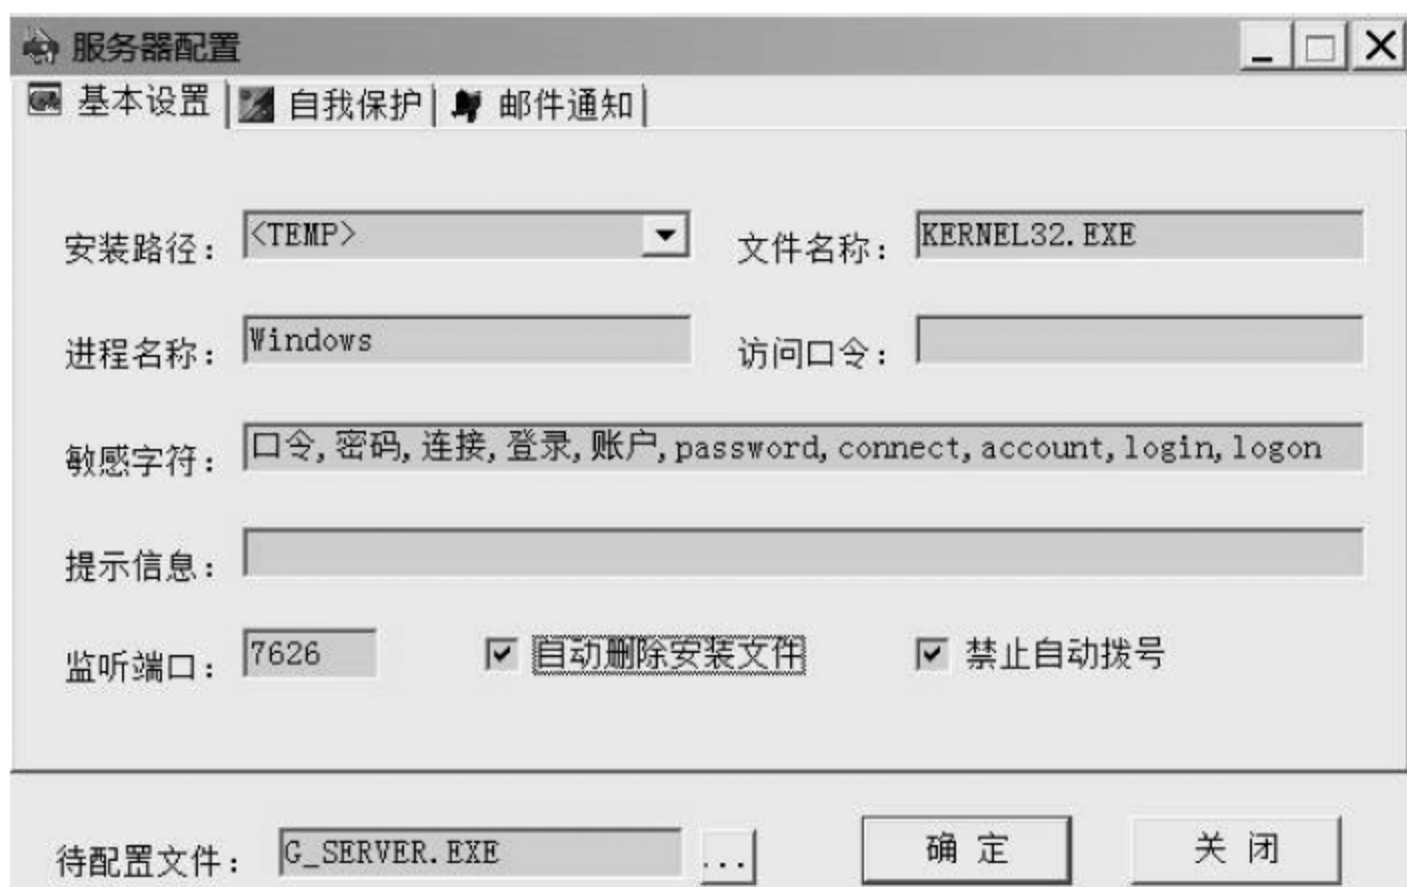 服务器配置
基本设置 自我保护 邮件通知
安装路径： <TEMP> 文件名称： KERNEL32.EXE
进程名称： Windows 访问口令：
敏感字符： 口令,密码,连接,登录,账户,password,connect,account,login,logon
提示信息：
监听端口： 7626 自动删除安装文件 禁止自动拨号
待配置文件： G_SERVER.EXE ... 确定 关闭